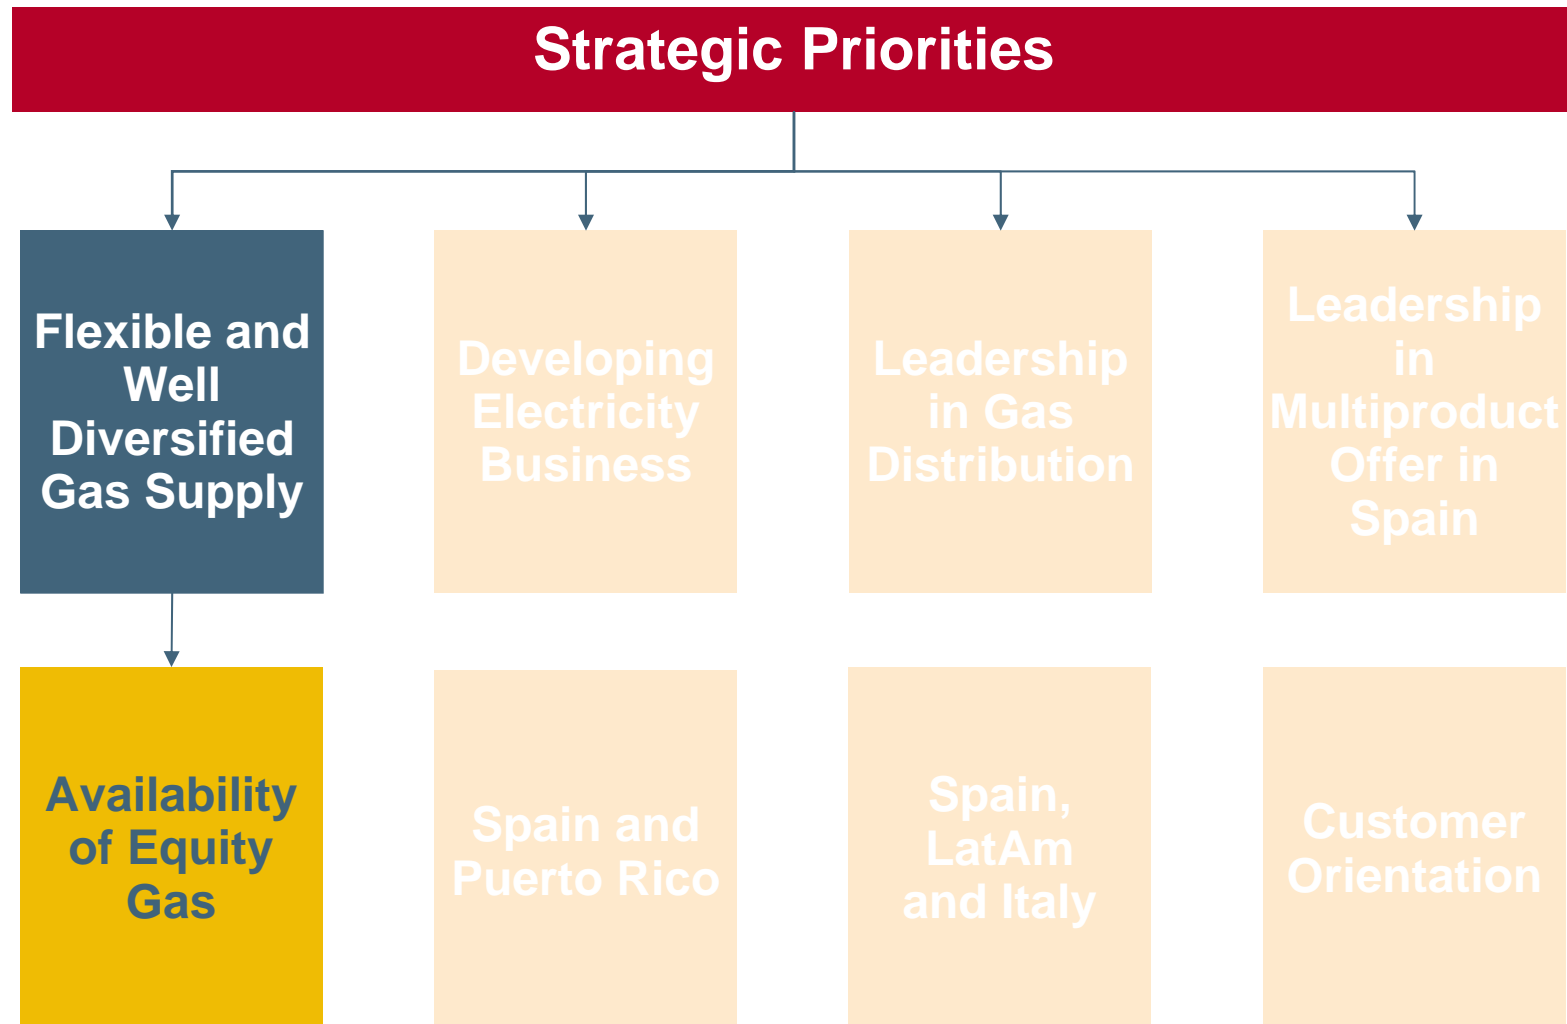 Strategic Priorities
Flexible and
Well
Diversified
Gas Supply
Developing
Electricity
Business
Leadership
in Gas
Distribution
Leadership
in
Multiproduct
Offer in
Spain
Availability
of Equity
Gas
Spain and
Puerto Rico
Spain,
LatAm
and Italy
Customer
Orientation